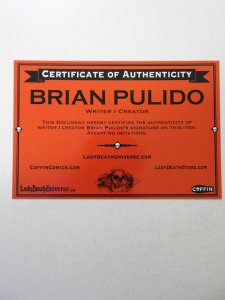 CERTIFICATE OF AUTHENTICITY
BRIAN PULIDO
WRITER / CREATOR
THIS DOCUMENT HEREBY CERTIFIES THE AUTHENTICITY OF
WRITER / CREATOR BRIAN PULIDO'S SIGNATURE ON THIS ITEM.
ACCEPT NO IMITATIONS.
LADYDEATHUNIVERSE.COM
COFFINCOMICS.COM
LADYDEATHSTORE.COM
LADYDEATHUNIVERSE.COM
COFFIN